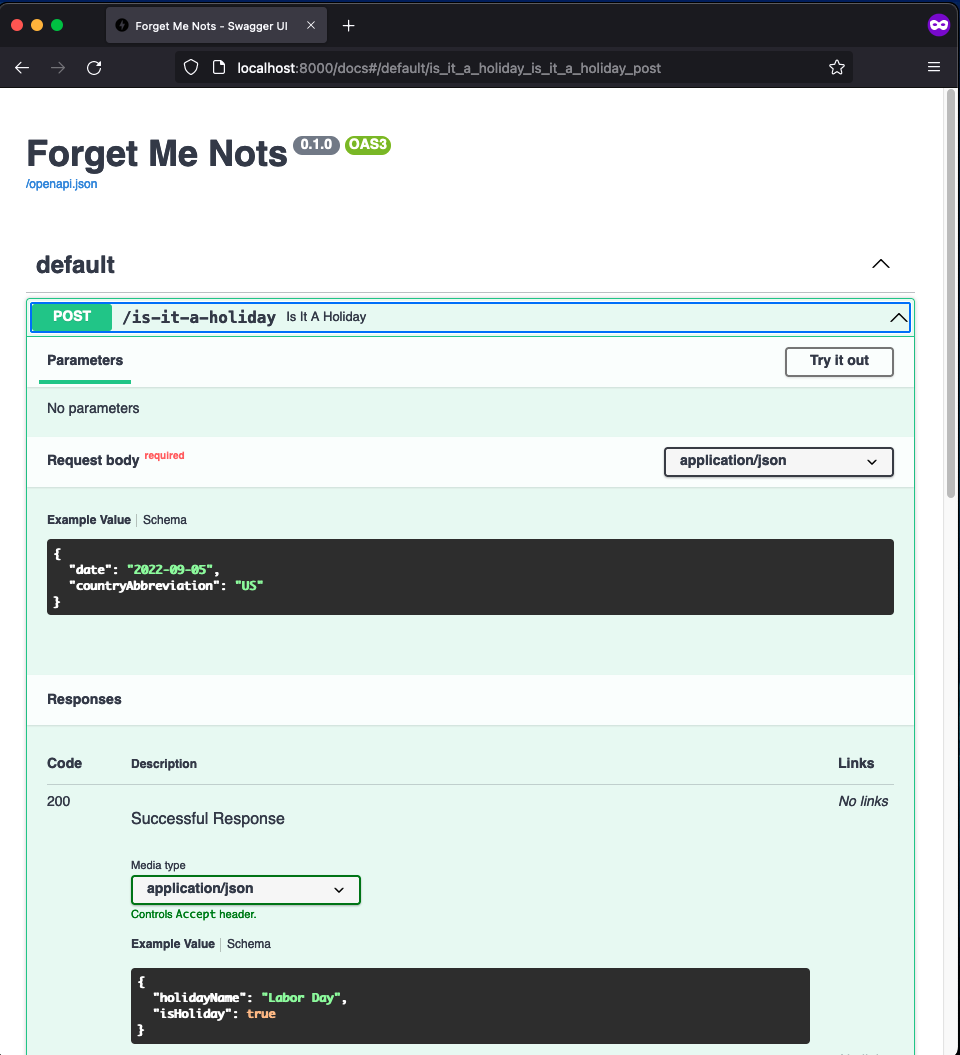 Forget Me Nots - Swagger UI
localhost:8000/docs#/default/is_it_a_holiday_is_it_a_holiday_post
Forget Me Nots 0.1.0 OAS3
/openapi.json
default
POST /is-it-a-holiday Is It A Holiday
Parameters Try it out
No parameters
Request body required application/json
Example Value | Schema
{
"date": "2022-09-05",
"countryAbbreviation": "US"
}
Responses
Code Description Links
200 No links
Successful Response
Media type
application/json
Controls Accept header.
Example Value | Schema
{
"holidayName": "Labor Day",
"isHoliday": true
}